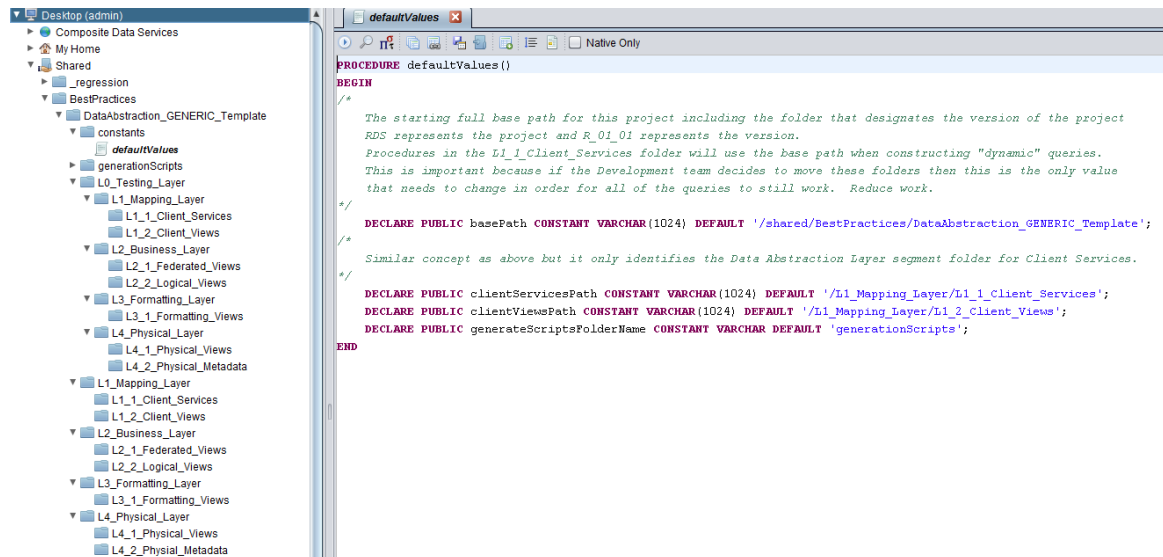 Desktop (admin)
Composite Data Services
My Home
Shared
_regression
BestPractices
DataAbstraction_GENERIC_Template
constants
defaultValues
generationScripts
L0_Testing_Layer
L1_Mapping_Layer
L1_1_Client_Services
L1_2_Client_Views
L2_Business_Layer
L2_1_Federated_Views
L2_2_Logical_Views
L3_Formatting_Layer
L3_1_Formatting_Views
L4_Physical_Layer
L4_1_Physical_Views
L4_2_Physical_Metadata
L1_Mapping_Layer
L1_1_Client_Services
L1_2_Client_Views
L2_Business_Layer
L2_1_Federated_Views
L2_2_Logical_Views
L3_Formatting_Layer
L3_1_Formatting_Views
L4_Physical_Layer
L4_1_Physical_Views
L4_2_Physial_Metadata
defaultValues
Native Only
PROCEDURE defaultValues()
BEGIN
/*
The starting full base path for this project including the folder that designates the version of the project
RDS represents the project and R_01_01 represents the version.
Procedures in the L1_1_Client_Services folder will use the base path when constructing "dynamic" queries.
This is important because if the Development team decides to move these folders then this is the only value
that needs to change in order for all of the queries to still work.  Reduce work.
*/
DECLARE PUBLIC basePath CONSTANT VARCHAR(1024) DEFAULT '/shared/BestPractices/DataAbstraction_GENERIC_Template';
/*
Similar concept as above but it only identifies the Data Abstraction Layer segment folder for Client Services.
*/
DECLARE PUBLIC clientServicesPath CONSTANT VARCHAR(1024) DEFAULT '/L1_Mapping_Layer/L1_1_Client_Services';
DECLARE PUBLIC clientViewsPath CONSTANT VARCHAR(1024) DEFAULT '/L1_Mapping_Layer/L1_2_Client_Views';
DECLARE PUBLIC generateScriptsFolderName CONSTANT VARCHAR DEFAULT 'generationScripts';
END